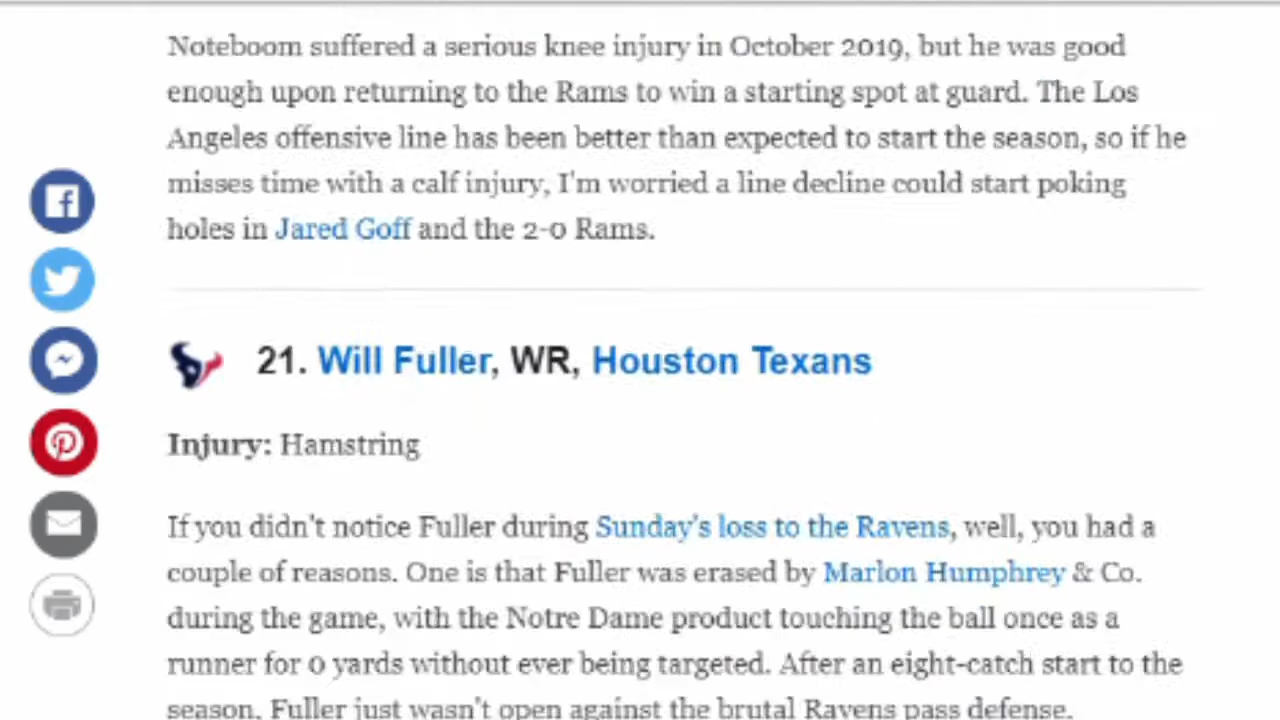 Noteboom suffered a serious knee injury in October 2019, but he was good
enough upon returning to the Rams to win a starting spot at guard. The Los
Angeles offensive line has been better than expected to start the season, so if he
misses time with a calf injury, I'm worried a line decline could start poking
holes in Jared Goff and the 2-0 Rams.
21. Will Fuller, WR, Houston Texans
Injury: Hamstring
If you didn't notice Fuller during Sunday's loss to the Ravens, well, you had a
couple of reasons. One is that Fuller was erased by Marlon Humphrey & Co.
during the game, with the Notre Dame product touching the ball once as a
runner for 0 yards without ever being targeted. After an eight-catch start to the
season, Fuller just wasn't open against the brutal Ravens pass defense.